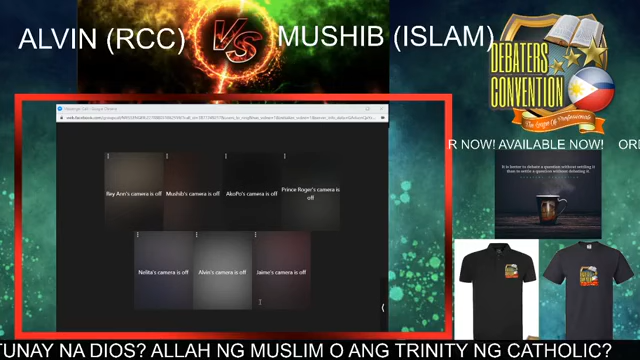 ALVIN (RCC)
VS
MUSHIB (ISLAM)
DEBATERS
CONVENTION
R NOW! AVAILABLE NOW! ORD
It is better to debate a question without settling it
than to settle a question without debating it.
Rey Ann's camera is off
Mushib's camera is off
AkoPo's camera is off
Prince Roger's camera is
off
Nelita's camera is off
Alvin's camera is off
Jaime's camera is off
TUNAY NA DIOS? ALLAH NG MUSLIM O ANG TRINITY NG CATHOLIC?